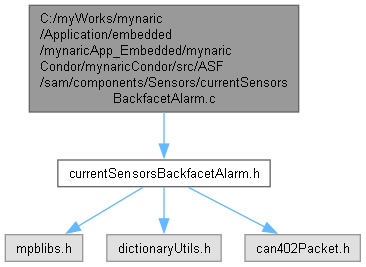 C:/myWorks/mynaric
/Application/embedded
/mynaricApp_Embedded/mynaric
Condor/mynaricCondor/src/ASF
/sam/components/Sensors/currentSensors
BackfacetAlarm.c
currentSensorsBackfacetAlarm.h
mpblibs.h
dictionaryUtils.h
can402Packet.h